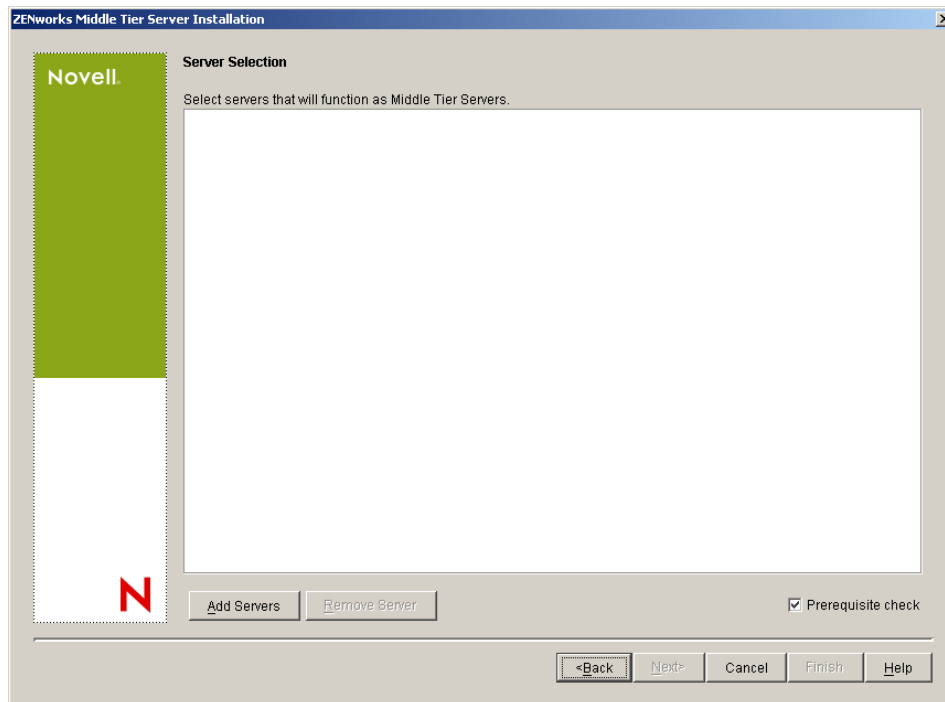 ZENworks Middle Tier Server Installation
Novell.
Server Selection
Select servers that will function as Middle Tier Servers.
N
Add Servers
Remove Server
Prerequisite check
<Back
Next>
Cancel
Finish
Help